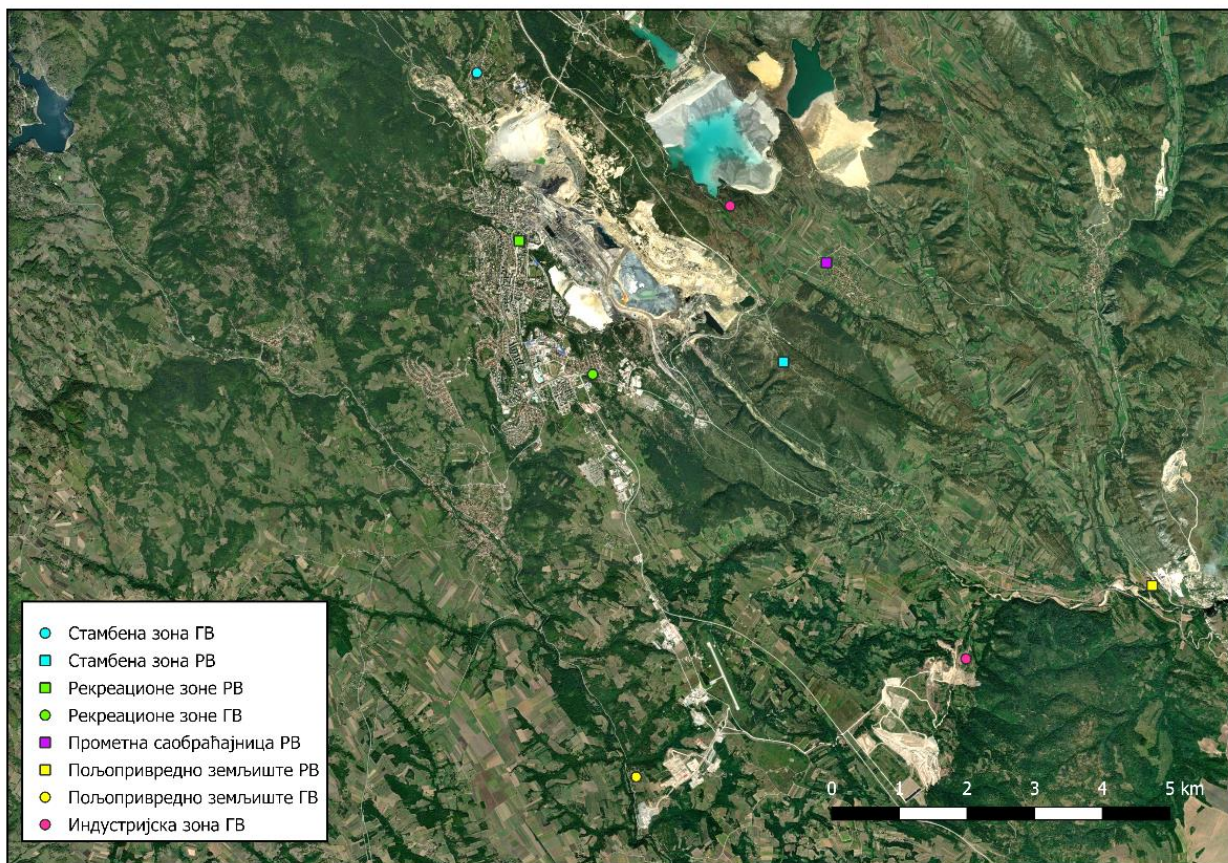 Стамбена зона ГВ
Стамбена зона РВ
Рекреационе зоне РВ
Рекреационе зоне ГВ
Прометна саобраћајница РВ
Пољопривредно земљиште РВ
Пољопривредно земљиште ГВ
Индустријска зона ГВ
0 1 2 3 4 5 km